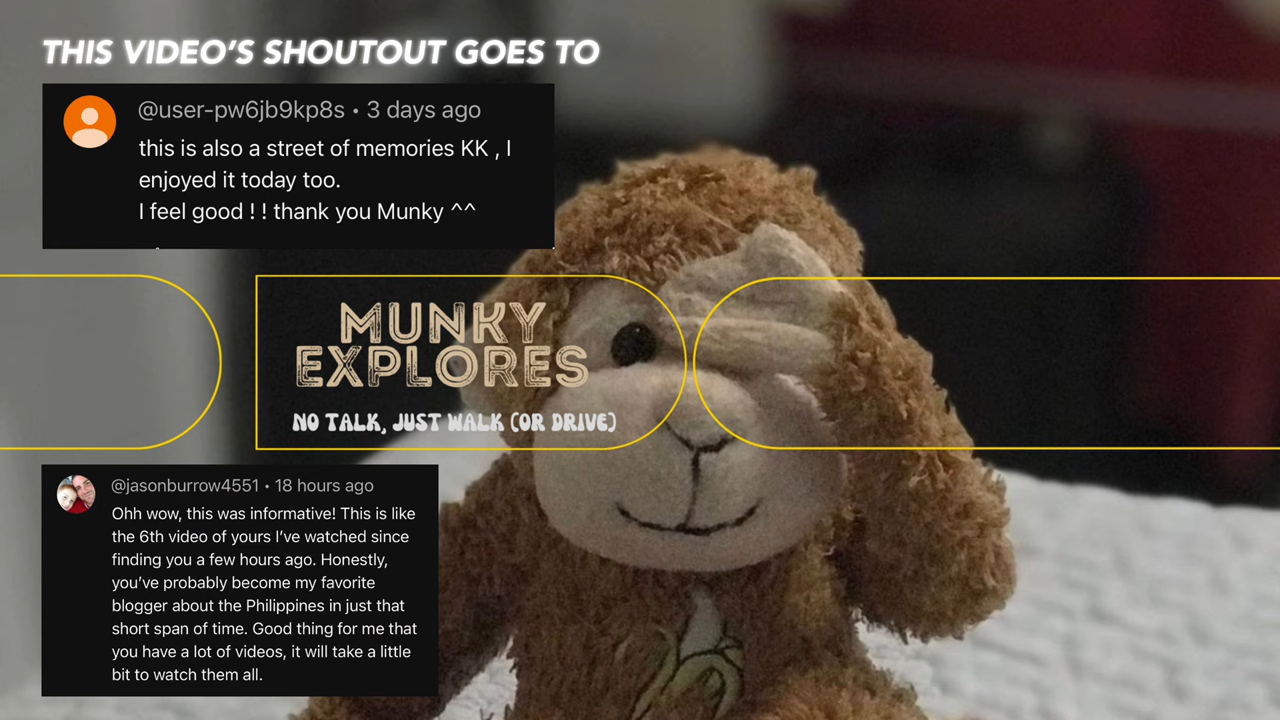 THIS VIDEO'S SHOUTOUT GOES TO
@user-pw6jb9kp8s • 3 days ago
this is also a street of memories KK , I
enjoyed it today too.
I feel good ! ! thank you Munky ^^
MUNKY
EXPLORES
NO TALK, JUST WALK (OR DRIVE)
@jasonburrow4551 • 18 hours ago
Ohh wow, this was informative! This is like
the 6th video of yours I've watched since
finding you a few hours ago. Honestly,
you've probably become my favorite
blogger about the Philippines in just that
short span of time. Good thing for me that
you have a lot of videos, it will take a little
bit to watch them all.